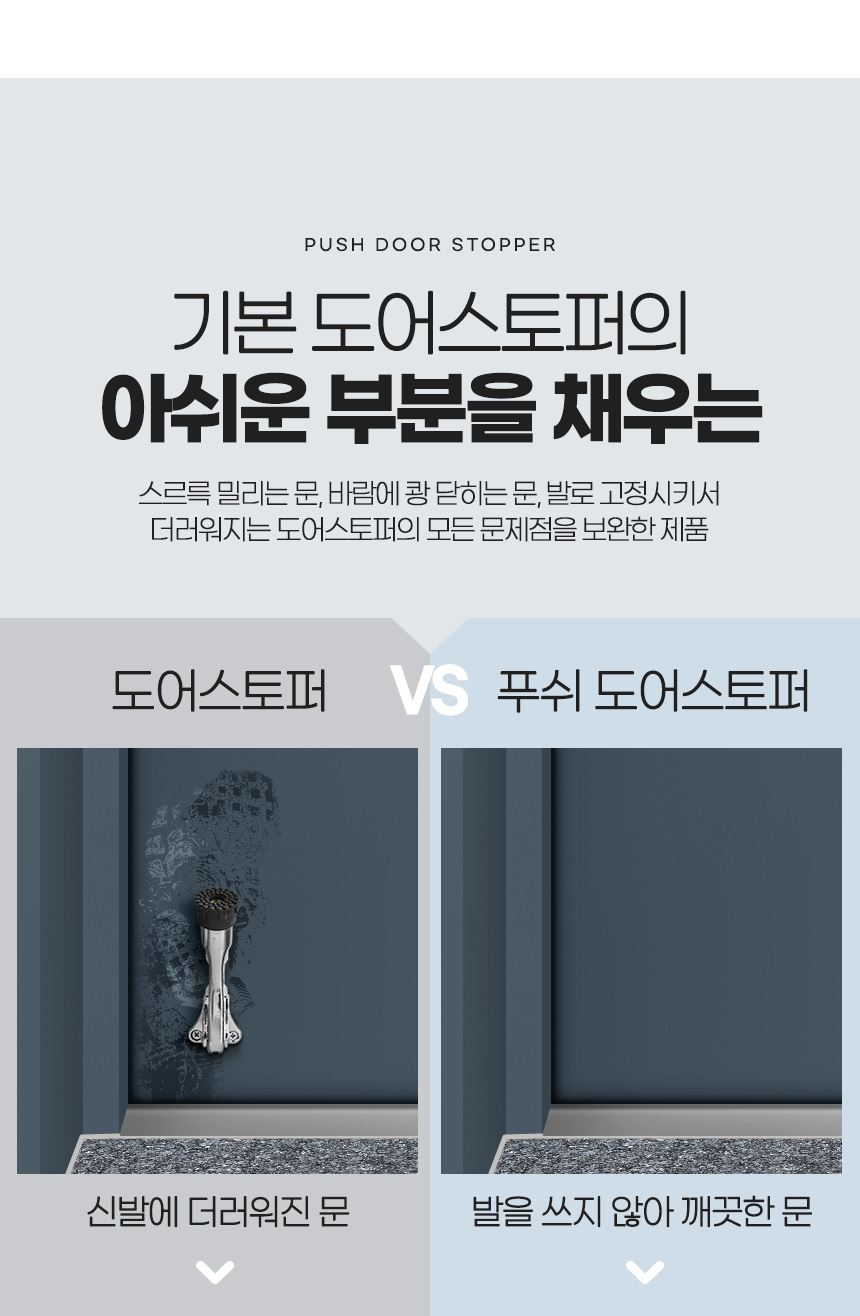 PUSH DOOR STOPPER
기본 도어스토퍼의
아쉬운 부분을 채우는
스르륵 밀리는 문, 바람에 쾅 닫히는 문, 발로 고정시키서
더러워지는 도어스토퍼의 모든 문제점을 보완한 제품
도어스토퍼 VS 푸쉬 도어스토퍼
신발에 더러워진 문
발을 쓰지 않아 깨끗한 문